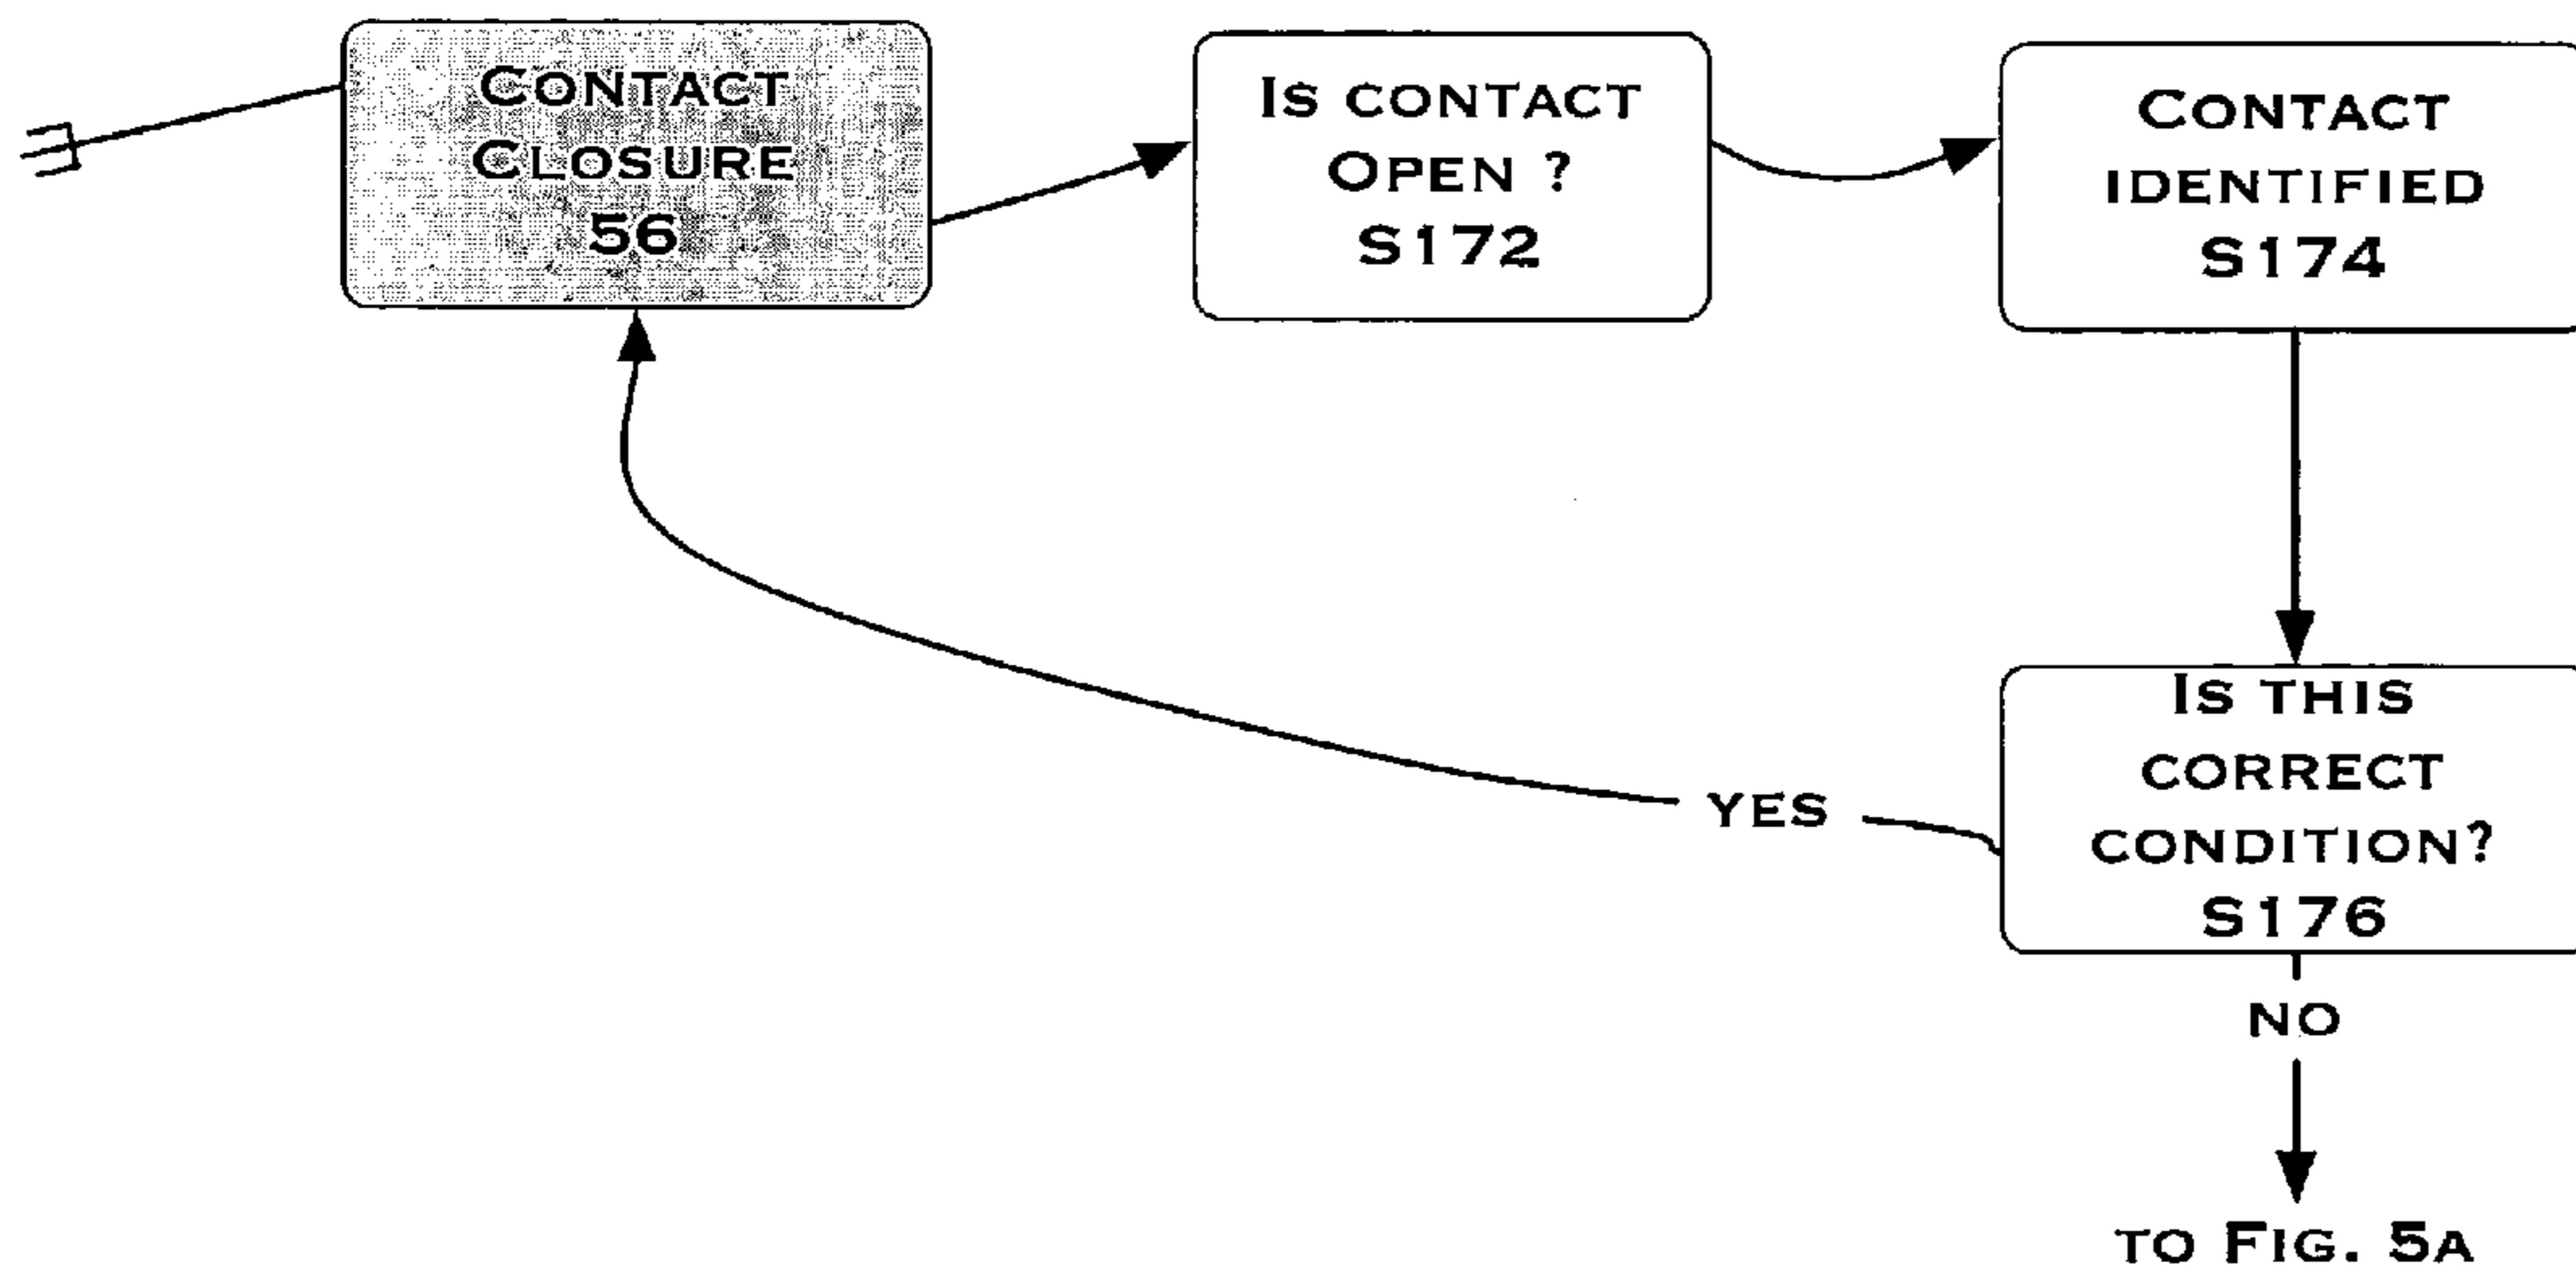 CONTACT
CLOSURE
56
IS CONTACT
OPEN ?
S172
CONTACT
IDENTIFIED
S174
IS THIS
CORRECT
CONDITION?
S176
YES
NO
TO FIG. 5A